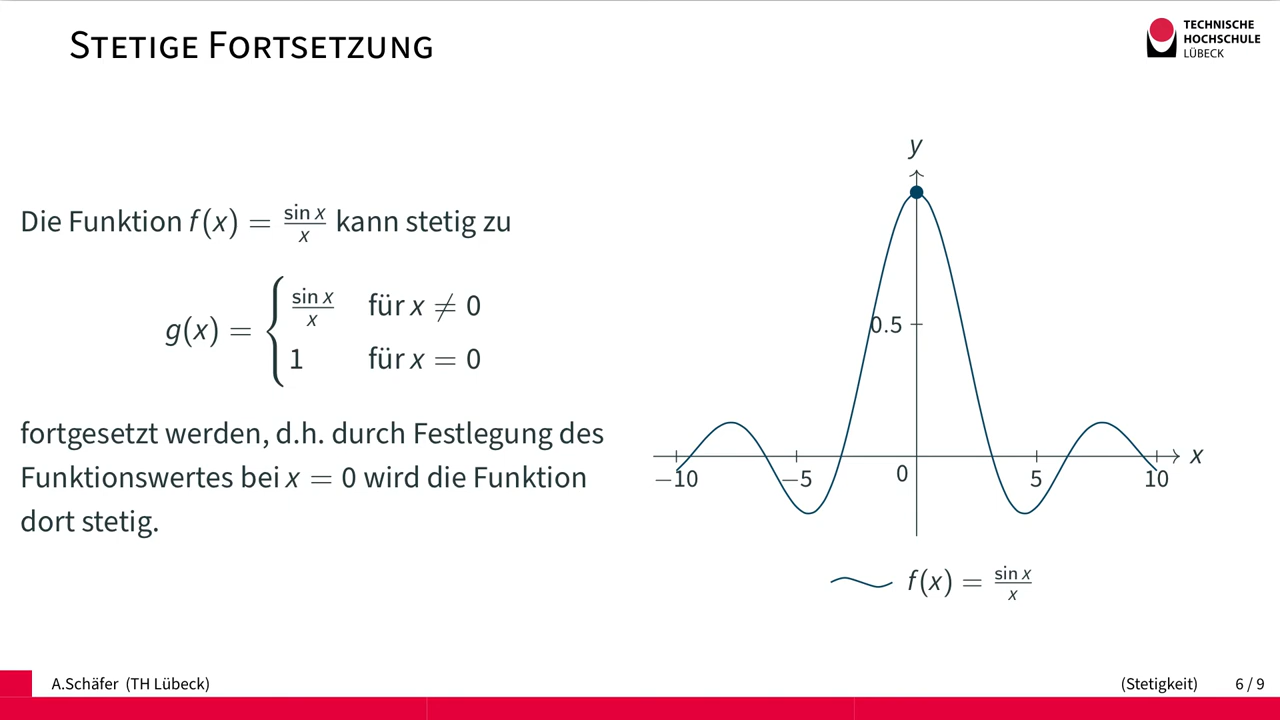 STETIGE FORTSETZUNG
TECHNISCHE
HOCHSCHULE
LÜBECK
Die Funktion f(x) = sin x / x kann stetig zu
g(x) = { sin x / x für x ≠ 0
1 für x = 0
fortgesetzt werden, d.h. durch Festlegung des
Funktionswertes bei x = 0 wird die Funktion
dort stetig.
y
0.5
x
−10 −5 0 5 10
f(x) = sin x / x
A.Schäfer (TH Lübeck) (Stetigkeit) 6 / 9